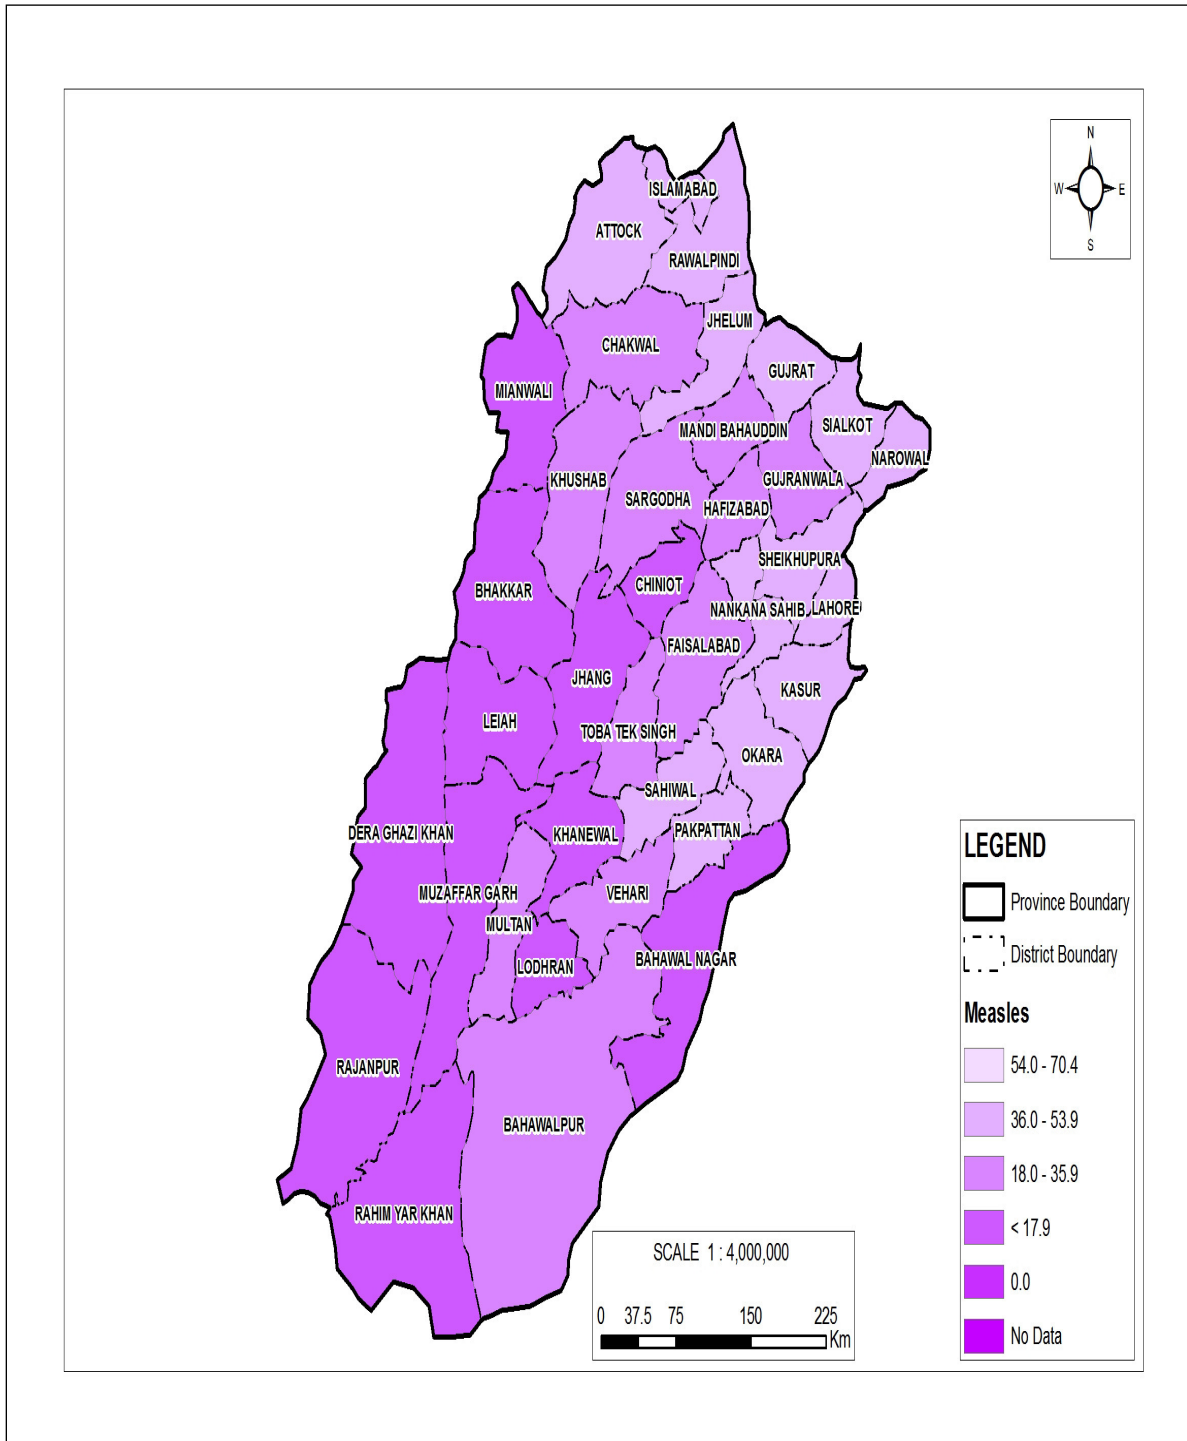 N
W E
S
ISLAMABAD
ATTOCK
RAWALPINDI
JHELUM
CHAKWAL
GUJRAT
MIANWALI
SIALKOT
MANDI BAHAUDDIN
NAROWAL
KHUSHAB
GUJRANWALA
SARGODHA
HAFIZABAD
SHEIKHUPURA
CHINIOT
BHAKKAR
NANKANA SAHIB
LAHORE
FAISALABAD
JHANG
KASUR
LEIAH
TOBA TEK SINGH
OKARA
SAHIWAL
DERA GHAZI KHAN
KHANEWAL
PAKPATTAN
MUZAFFAR GARH
VEHARI
MULTAN
BAHAWAL NAGAR
LODHRAN
RAJANPUR
BAHAWALPUR
RAHIM YAR KHAN
LEGEND
Province Boundary
District Boundary
Measles
54.0 - 70.4
36.0 - 53.9
18.0 - 35.9
< 17.9
0.0
No Data
SCALE 1 : 4,000,000
0 37.5 75 150 225
Km